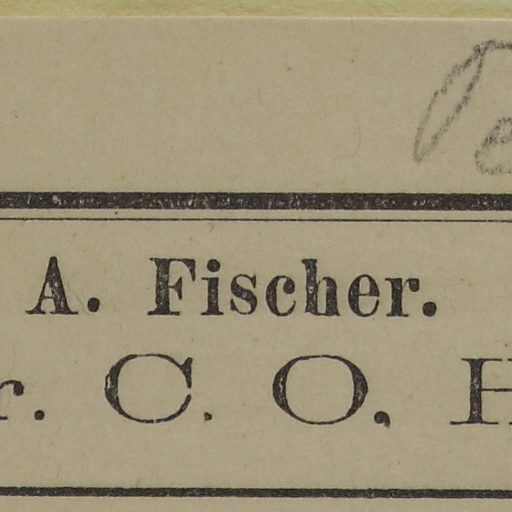 A. Fischer.
r. C. O. H